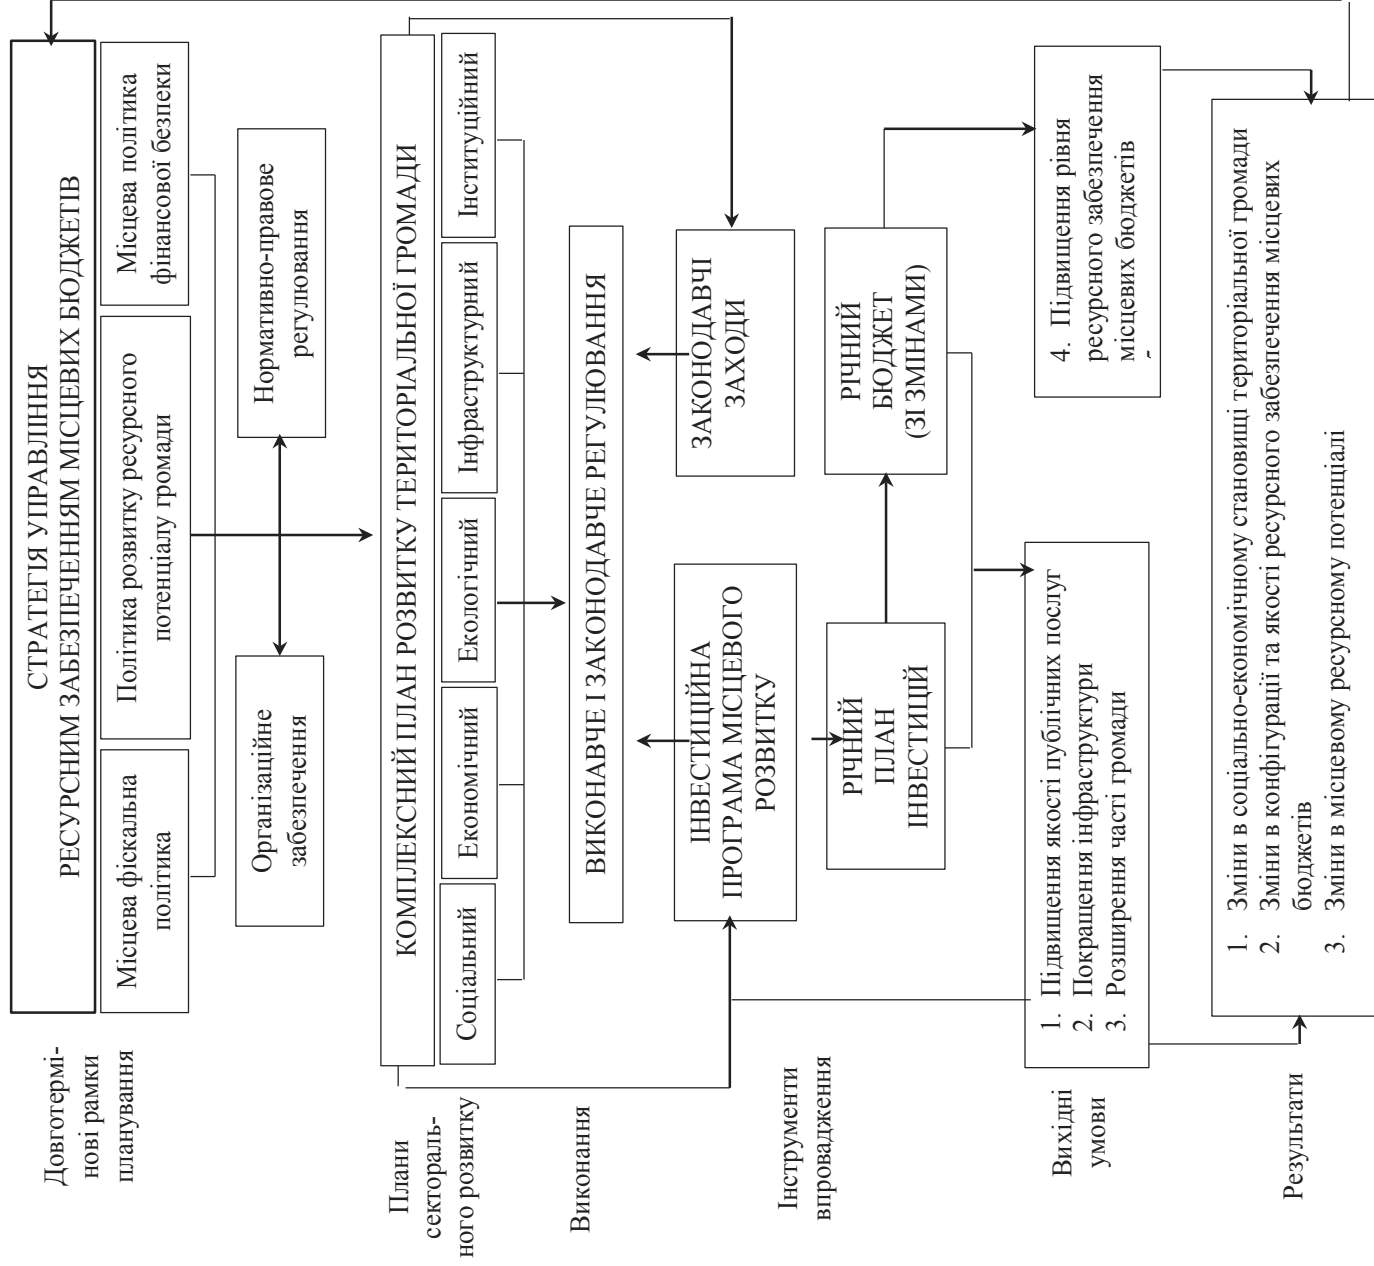 Довготермі-
нові рамки
планування
СТРАТЕГІЯ УПРАВЛІННЯ
РЕСУРСНИМ ЗАБЕЗПЕЧЕННЯМ МІСЦЕВИХ БЮДЖЕТІВ
Місцева фіскальна
політика
Політика розвитку ресурсного
потенціалу громади
Місцева політика
фінансової безпеки
Організаційне
забезпечення
Нормативно-правове
регулювання
Плани
сектораль-
ного розвитку
КОМПЛЕКСНИЙ ПЛАН РОЗВИТКУ ТЕРИТОРІАЛЬНОЇ ГРОМАДИ
Соціальний
Економічний
Екологічний
Інфраструктурний
Інституційний
Виконання
ВИКОНАВЧЕ І ЗАКОНОДАВЧЕ РЕГУЛЮВАННЯ
Інструменти
впровадження
ІНВЕСТИЦІЙНА
ПРОГРАМА МІСЦЕВОГО
РОЗВИТКУ
ЗАКОНОДАВЧІ
ЗАХОДИ
РІЧНИЙ
ПЛАН
ІНВЕСТИЦІЙ
РІЧНИЙ
БЮДЖЕТ
(ЗІ ЗМІНАМИ)
Вихідні
умови
1. Підвищення якості публічних послуг
2. Покращення інфраструктури
3. Розширення часті громади
4. Підвищення рівня
ресурсного забезпечення
місцевих бюджетів
-
Результати
1. Зміни в соціально-економічному становищі територіальної громади
2. Зміни в конфігурації та якості ресурсного забезпечення місцевих
бюджетів
3. Зміни в місцевому ресурсному потенціалі